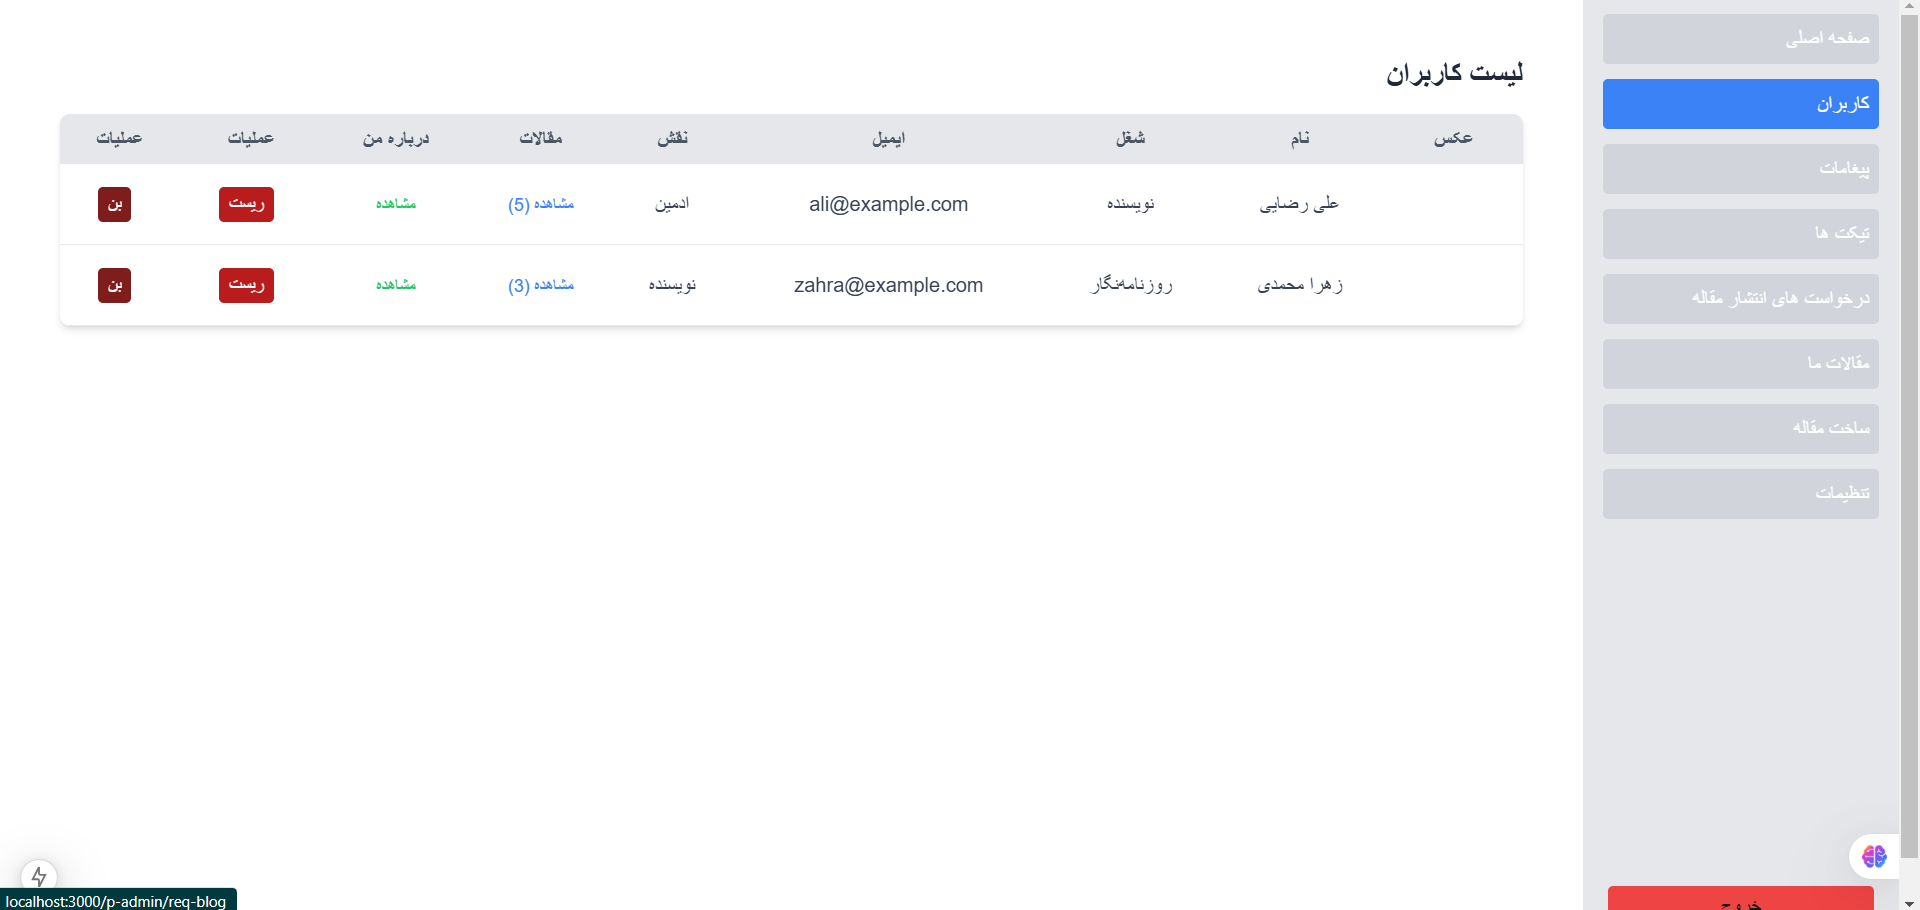 صفحه اصلی
کاربران
پیغامات
تیکت ها
درخواست های انتشار مقاله
مقالات ما
ساخت مقاله
تنظیمات
خروج
لیست کاربران
عکس نام شغل ایمیل نقش مقالات درباره من عملیات عملیات
علی رضایی نویسنده ali@example.com ادمین مشاهده (5) مشاهده ریست بن
زهرا محمدی روزنامه‌نگار zahra@example.com نویسنده مشاهده (3) مشاهده ریست بن
localhost:3000/p-admin/req-blog